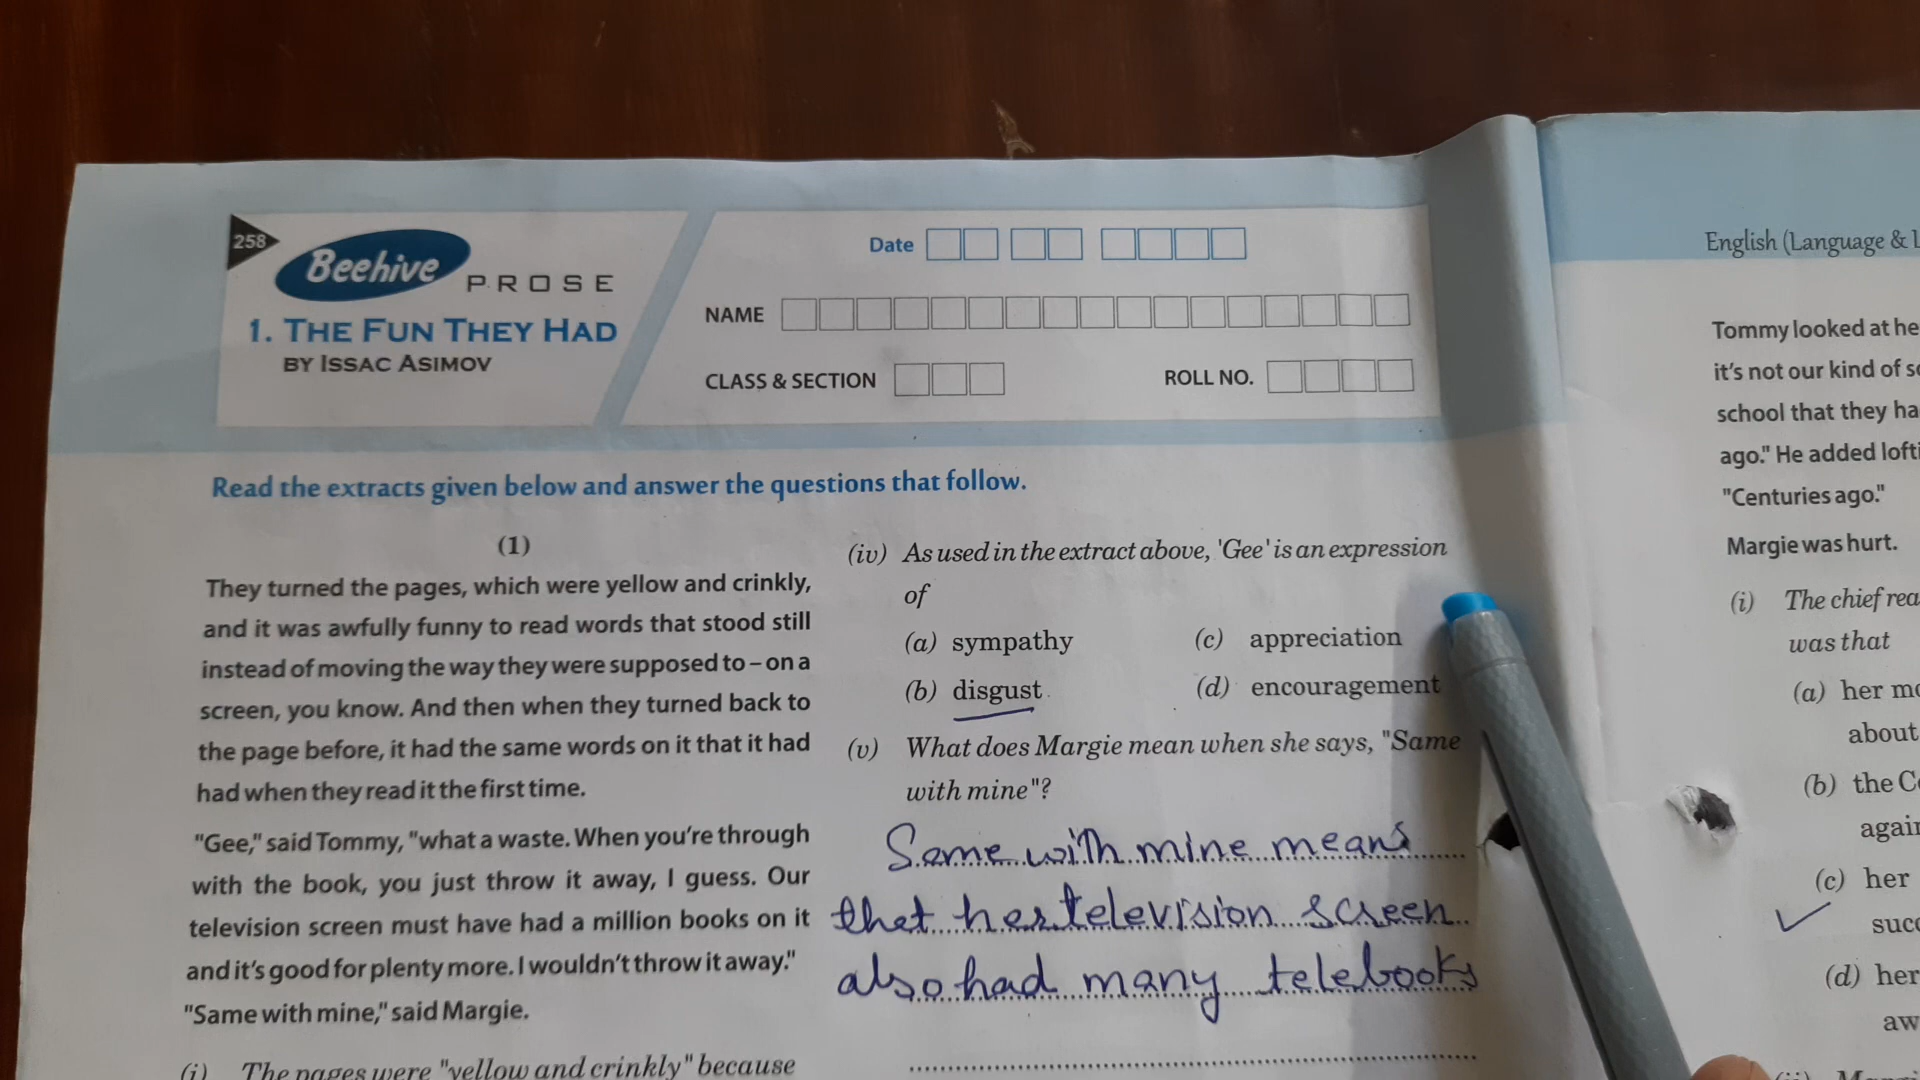 258
Beehive PROSE
1. THE FUN THEY HAD
BY ISSAC ASIMOV
Date
NAME
CLASS & SECTION
ROLL NO.
Read the extracts given below and answer the questions that follow.
(1)
They turned the pages, which were yellow and crinkly,
and it was awfully funny to read words that stood still
instead of moving the way they were supposed to – on a
screen, you know. And then when they turned back to
the page before, it had the same words on it that it had
had when they read it the first time.
"Gee," said Tommy, "what a waste. When you're through
with the book, you just throw it away, I guess. Our
television screen must have had a million books on it
and it's good for plenty more. I wouldn't throw it away."
"Same with mine," said Margie.
(i) The pages were "yellow and crinkly" because
(iv) As used in the extract above, 'Gee' is an expression
of
(a) sympathy
(c) appreciation
(b) disgust
(d) encouragement
(v) What does Margie mean when she says, "Same
with mine"?
Same with mine means
that her television screen
also had many telebooks
English (Language &
Tommy looked at he
it's not our kind of
school that they ha
ago." He added
"Centuries ago."
Margie was hurt.
(i) The chief rea
was that
(a) her
about
(b) the
again
(c) her
succ
(d) her
aw